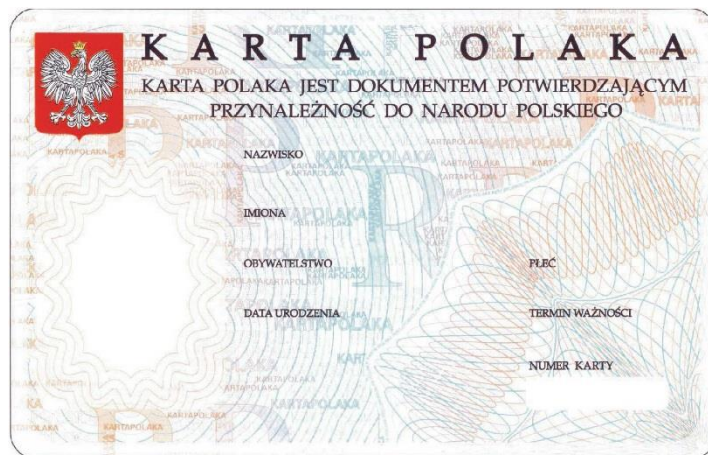 KARTA POLAKA
KARTA POLAKA JEST DOKUMENTEM POTWIERDZAJĄCYM
PRZYNALEŻNOŚĆ DO NARODU POLSKIEGO
NAZWISKO
IMIONA
OBYWATELSTWO
PŁEĆ
DATA URODZENIA
TERMIN WAŻNOŚCI
NUMER KARTY